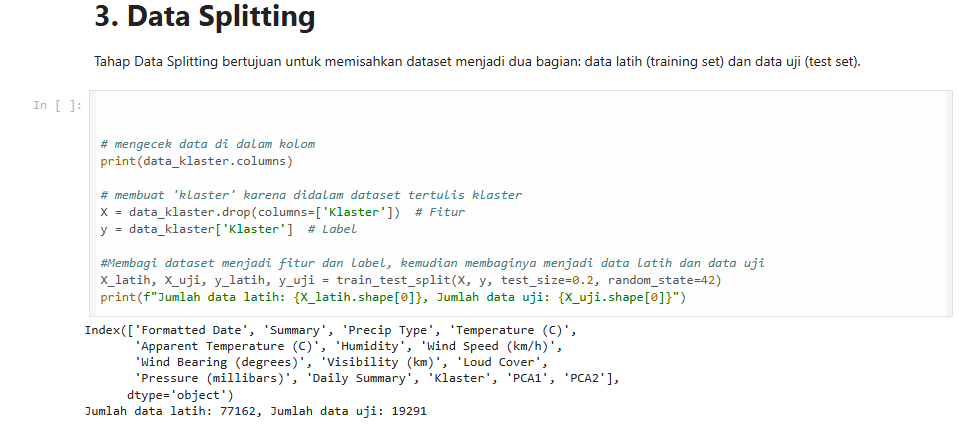 3. Data Splitting
Tahap Data Splitting bertujuan untuk memisahkan dataset menjadi dua bagian: data latih (training set) dan data uji (test set).
In [ ]:
# mengecek data di dalam kolom
print(data_klaster.columns)
# membuat 'klaster' karena didalam dataset tertulis klaster
X = data_klaster.drop(columns=['Klaster'])  # Fitur
y = data_klaster['Klaster']  # Label
#Membagi dataset menjadi fitur dan label, kemudian membaginya menjadi data latih dan data uji
X_latih, X_uji, y_latih, y_uji = train_test_split(X, y, test_size=0.2, random_state=42)
print(f"Jumlah data latih: {X_latih.shape[0]}, Jumlah data uji: {X_uji.shape[0]}")
Index(['Formatted Date', 'Summary', 'Precip Type', 'Temperature (C)',
'Apparent Temperature (C)', 'Humidity', 'Wind Speed (km/h)',
'Wind Bearing (degrees)', 'Visibility (km)', 'Loud Cover',
'Pressure (millibars)', 'Daily Summary', 'Klaster', 'PCA1', 'PCA2'],
dtype='object')
Jumlah data latih: 77162, Jumlah data uji: 19291